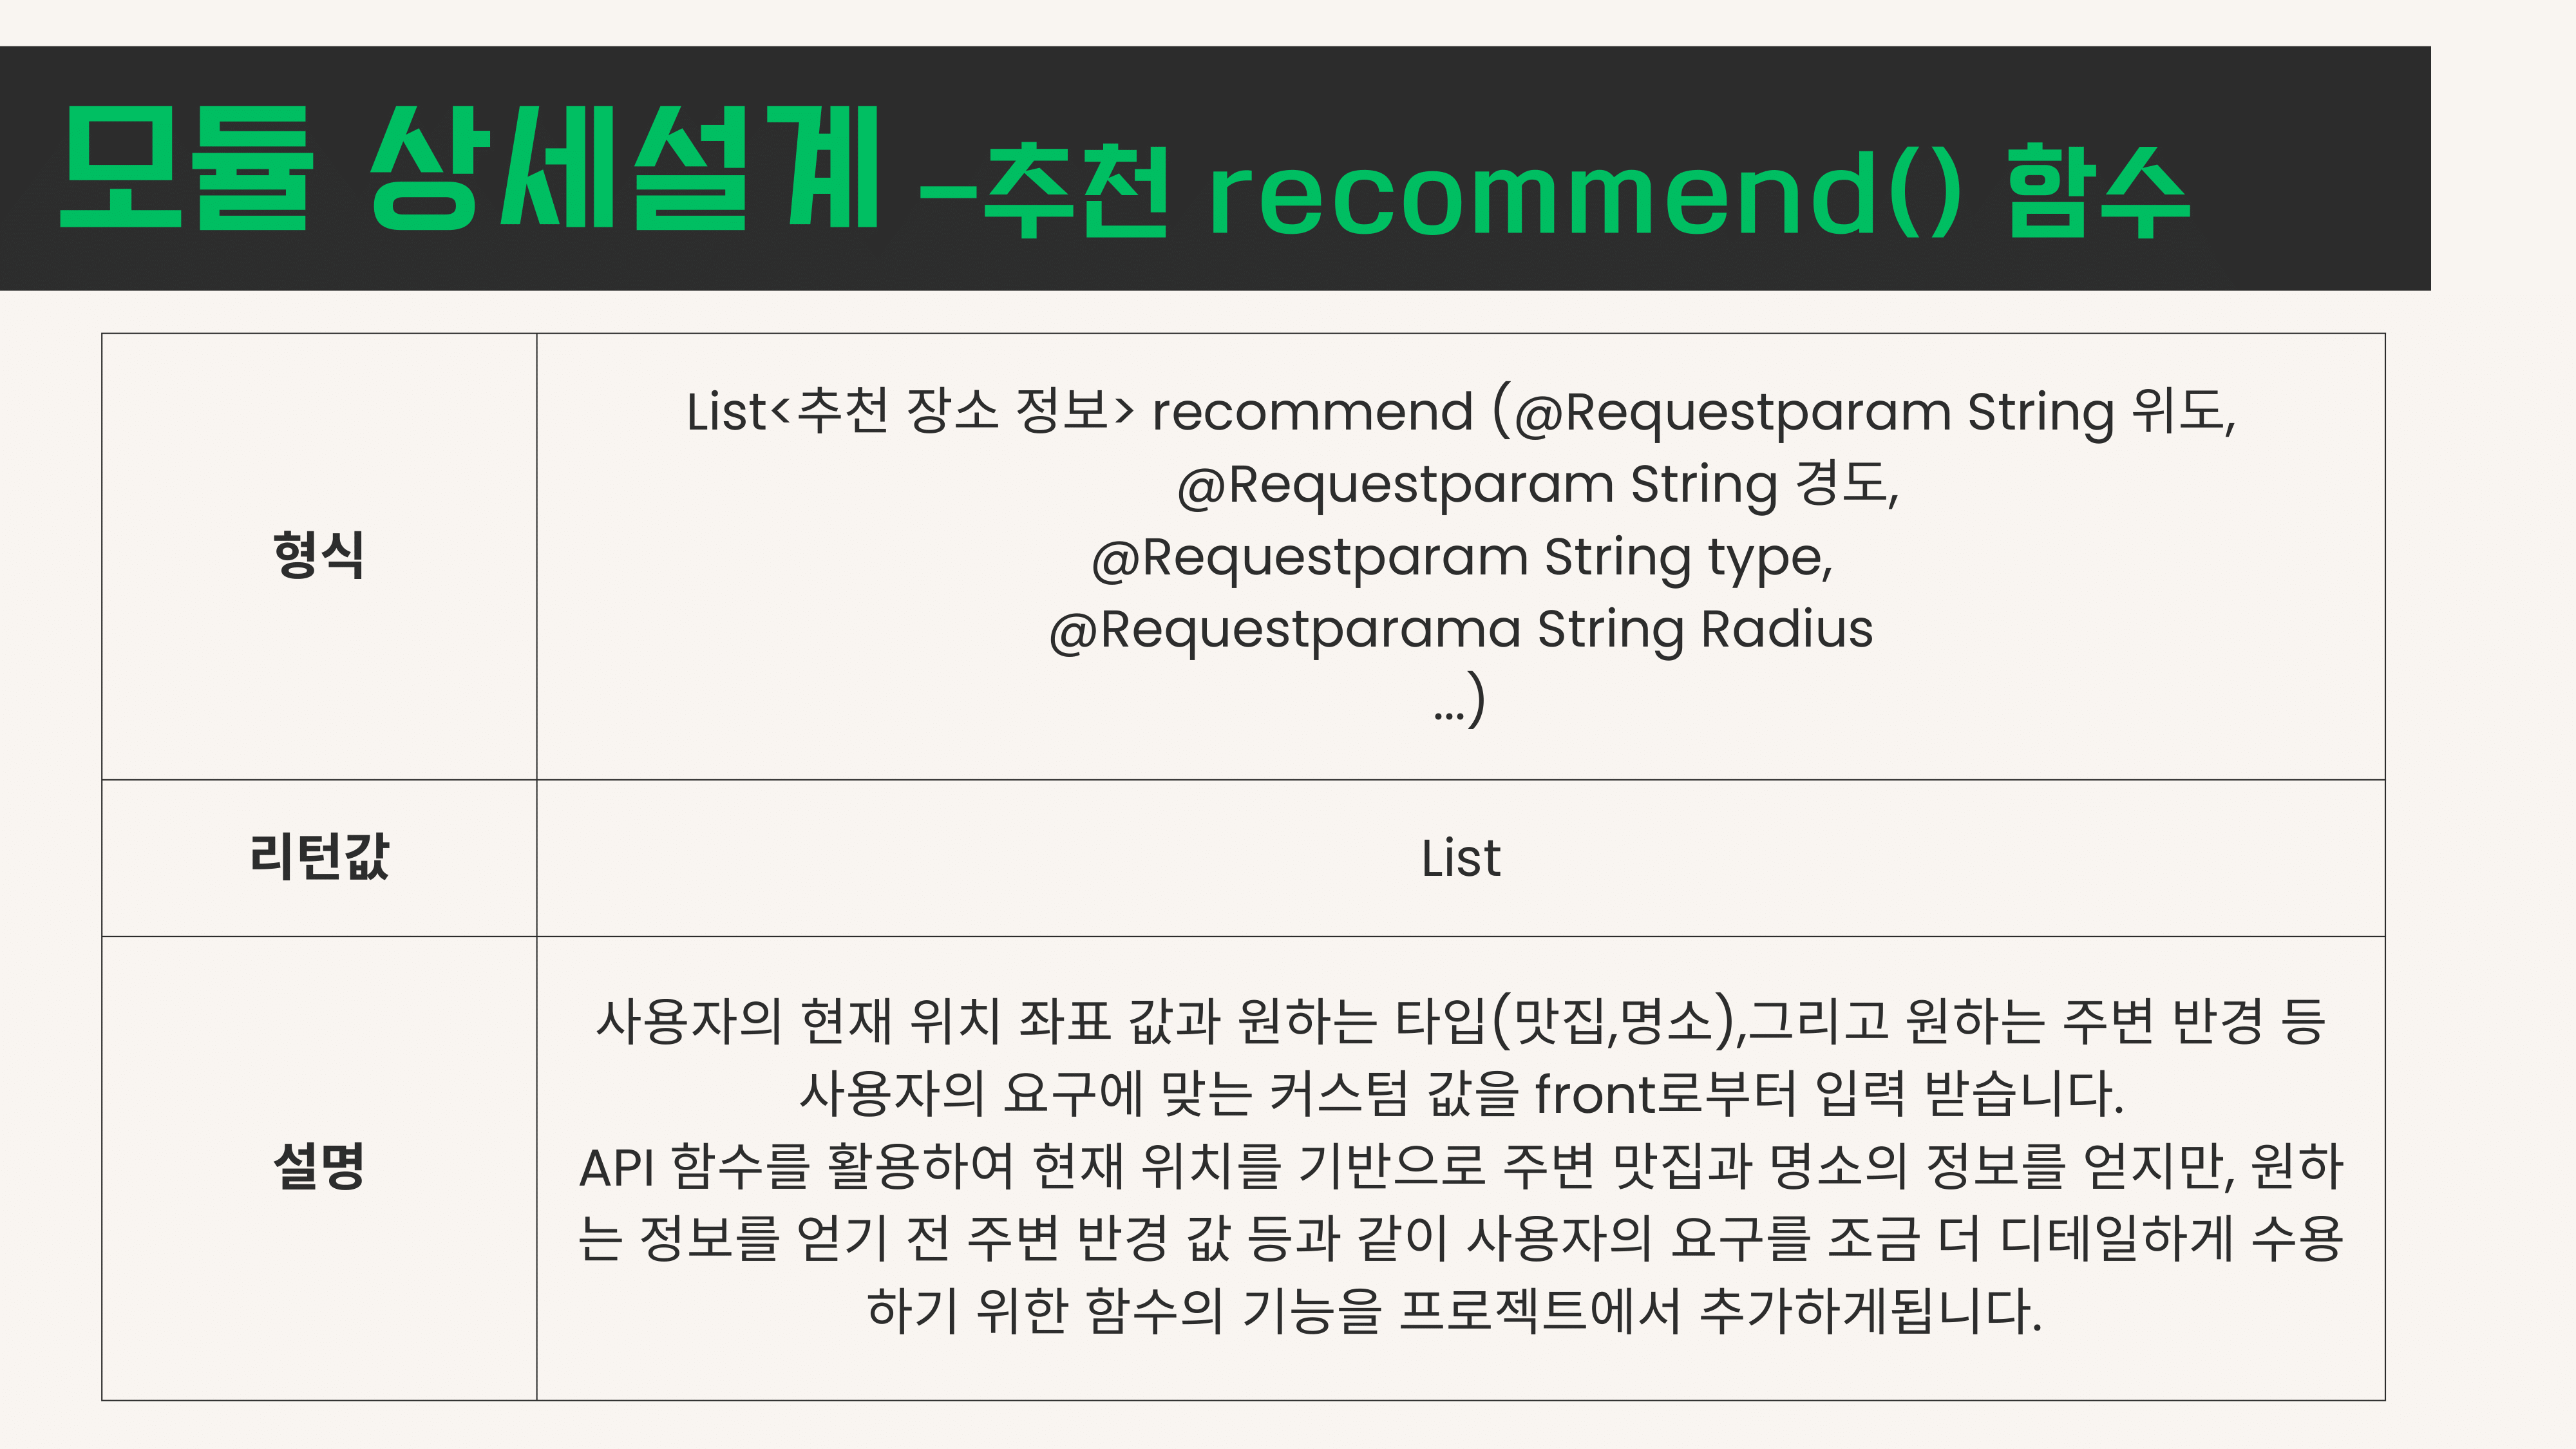 모듈 상세설계 -추천 recommend() 함수
형식
List<추천 장소 정보> recommend (@Requestparam String 위도,
@Requestparam String 경도,
@Requestparam String type,
@Requestparama String Radius
...)
리턴값
List
설명
사용자의 현재 위치 좌표 값과 원하는 타입(맛집,명소),그리고 원하는 주변 반경 등
사용자의 요구에 맞는 커스텀 값을 front로부터 입력 받습니다.
API 함수를 활용하여 현재 위치를 기반으로 주변 맛집과 명소의 정보를 얻지만, 원하
는 정보를 얻기 전 주변 반경 값 등과 같이 사용자의 요구를 조금 더 디테일하게 수용
하기 위한 함수의 기능을 프로젝트에서 추가하게됩니다.